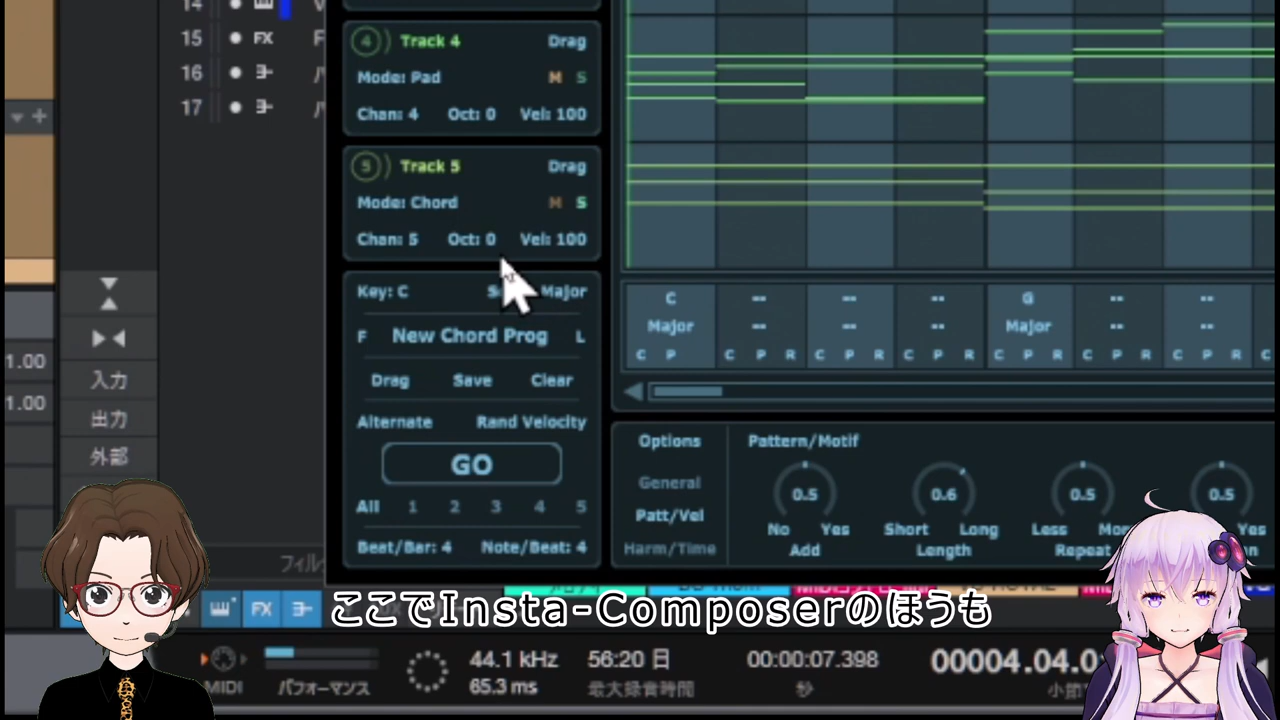 14
15 FX
16
17
4 Track 4 Drag
Mode: Pad M S
Chan: 4 Oct: 0 Vel: 100
5 Track 5 Drag
Mode: Chord M S
Chan: 5 Oct: 0 Vel: 100
Key: C Major
F New Chord Prog L
Drag Save Clear
Alternate Rand Velocity
GO
All 1 2 3 4 5
Beat/Bar: 4 Note/Beat: 4
C -- -- -- G -- --
Major -- -- -- Major -- --
C P C P R C P R C P R C P R C P R C P R C
Options Pattern/Motif
General
Patt/Vel
Harm/Time
0.5 0.6 0.5 0.5
No Yes Short Long Less Yes
Add Length Repeat
1.00
1.00
入力
出力
外部
FX
ここでInsta-Composerのほうも
MIDI
パフォーマンス
44.1 kHz
65.3 ms
56:20 日
最大録音時間
00:00:07.398
秒
00004.04.0